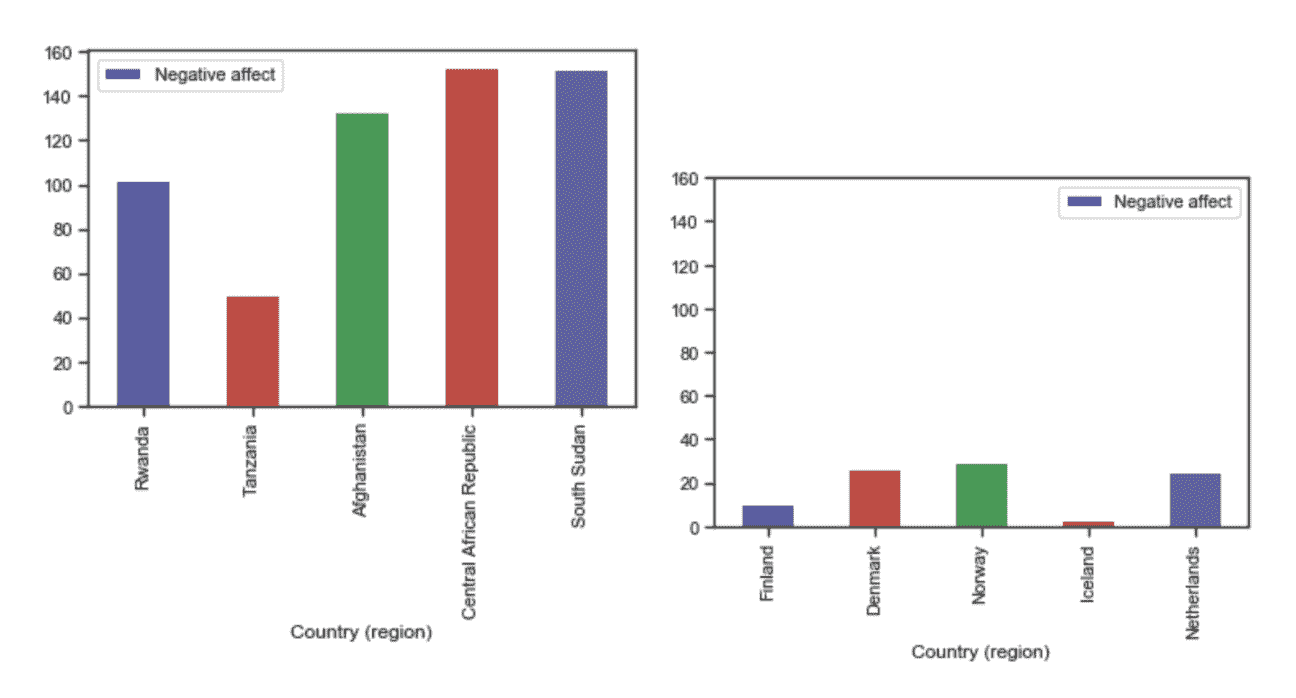 160
Negative affect
140
120
100
80
60
40
20
0
Rwanda
Tanzania
Afghanistan
Central African Republic
South Sudan
Country (region)
160
Negative affect
140
120
100
80
60
40
20
0
Finland
Denmark
Norway
Iceland
Netherlands
Country (region)